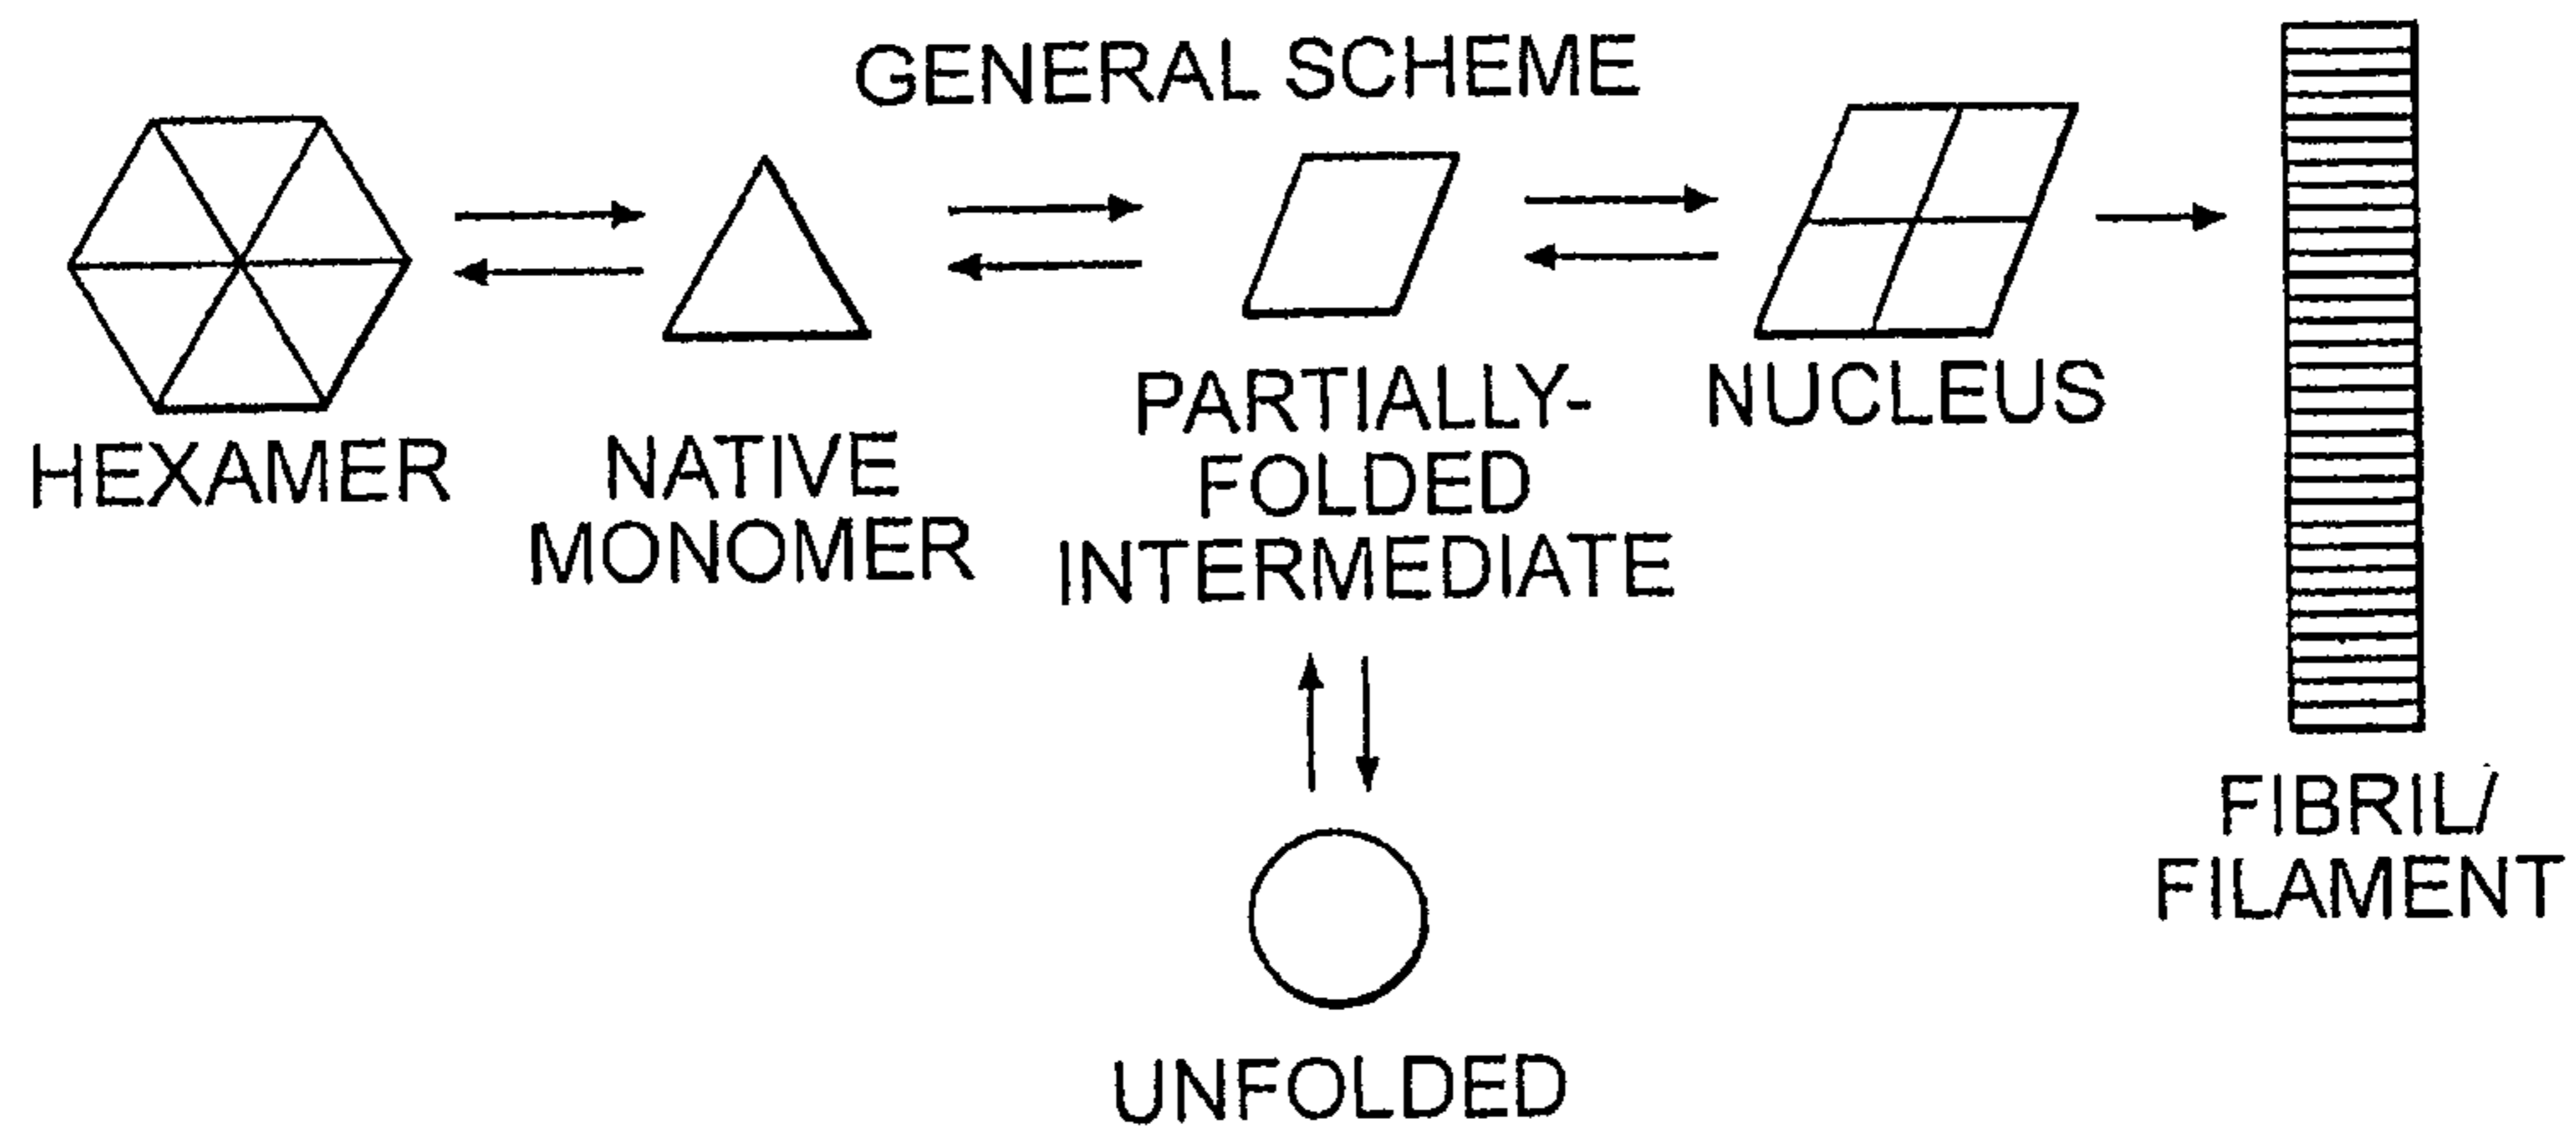 GENERAL SCHEME
HEXAMER
NATIVE
MONOMER
PARTIALLY-
FOLDED
INTERMEDIATE
NUCLEUS
FIBRIL/
FILAMENT
UNFOLDED